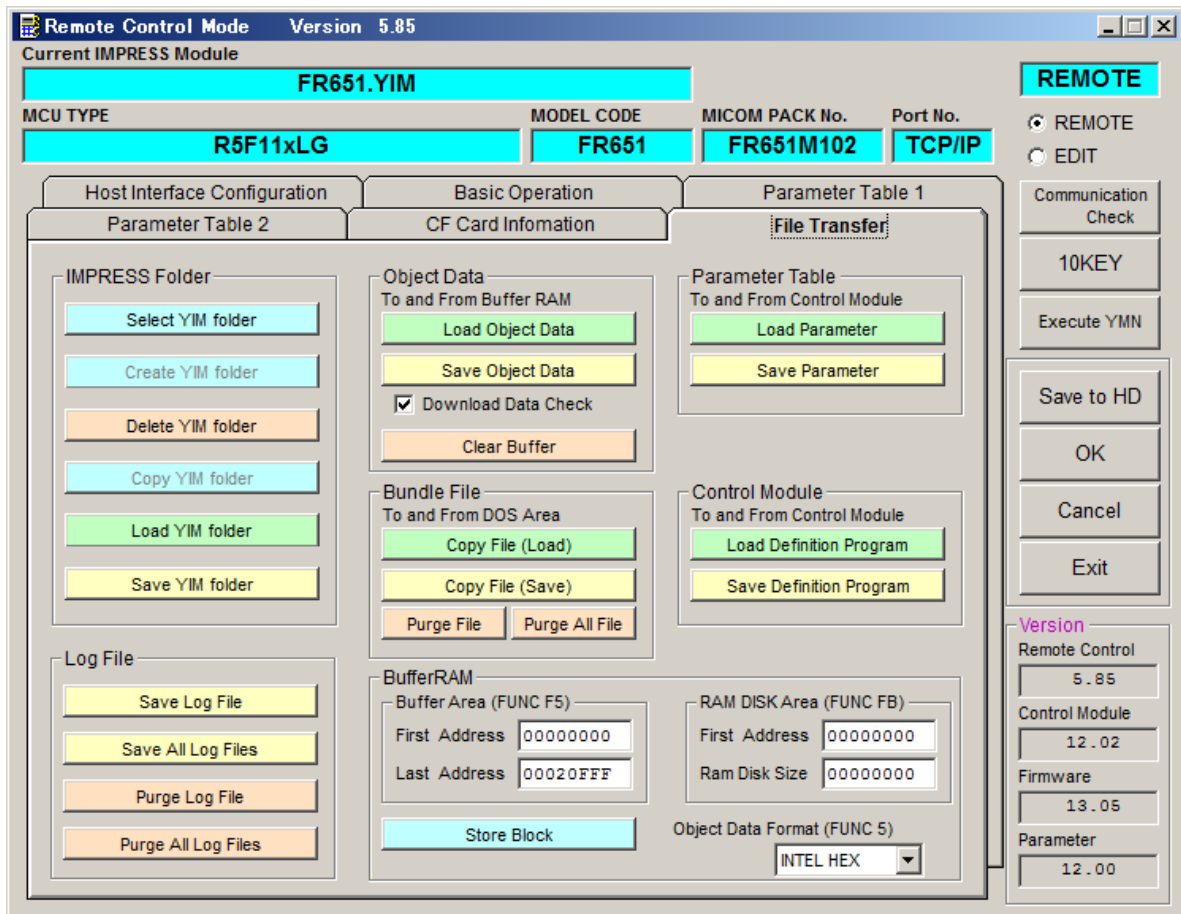 Remote Control Mode Version 5.85
Current IMPRESS Module
FR651.YIM
REMOTE
MCU TYPE
MODEL CODE
MICOM PACK No.
Port No.
R5F11xLG
FR651
FR651M102
TCP/IP
REMOTE
EDIT
Host Interface Configuration
Basic Operation
Parameter Table 1
Parameter Table 2
CF Card Infomation
File Transfer
IMPRESS Folder
Select YIM folder
Create YIM folder
Delete YIM folder
Copy YIM folder
Load YIM folder
Save YIM folder
Log File
Save Log File
Save All Log Files
Purge Log File
Purge All Log Files
Object Data
To and From Buffer RAM
Load Object Data
Save Object Data
Download Data Check
Clear Buffer
Bundle File
To and From DOS Area
Copy File (Load)
Copy File (Save)
Purge File
Purge All File
Parameter Table
To and From Control Module
Load Parameter
Save Parameter
Control Module
To and From Control Module
Load Definition Program
Save Definition Program
BufferRAM
Buffer Area (FUNC F5)
First Address 00000000
Last Address 00020FFF
RAM DISK Area (FUNC FB)
First Address 00000000
Ram Disk Size 00000000
Store Block
Object Data Format (FUNC 5)
INTEL HEX
Communication
Check
10KEY
Execute YMN
Save to HD
OK
Cancel
Exit
Version
Remote Control
5.85
Control Module
12.02
Firmware
13.05
Parameter
12.00